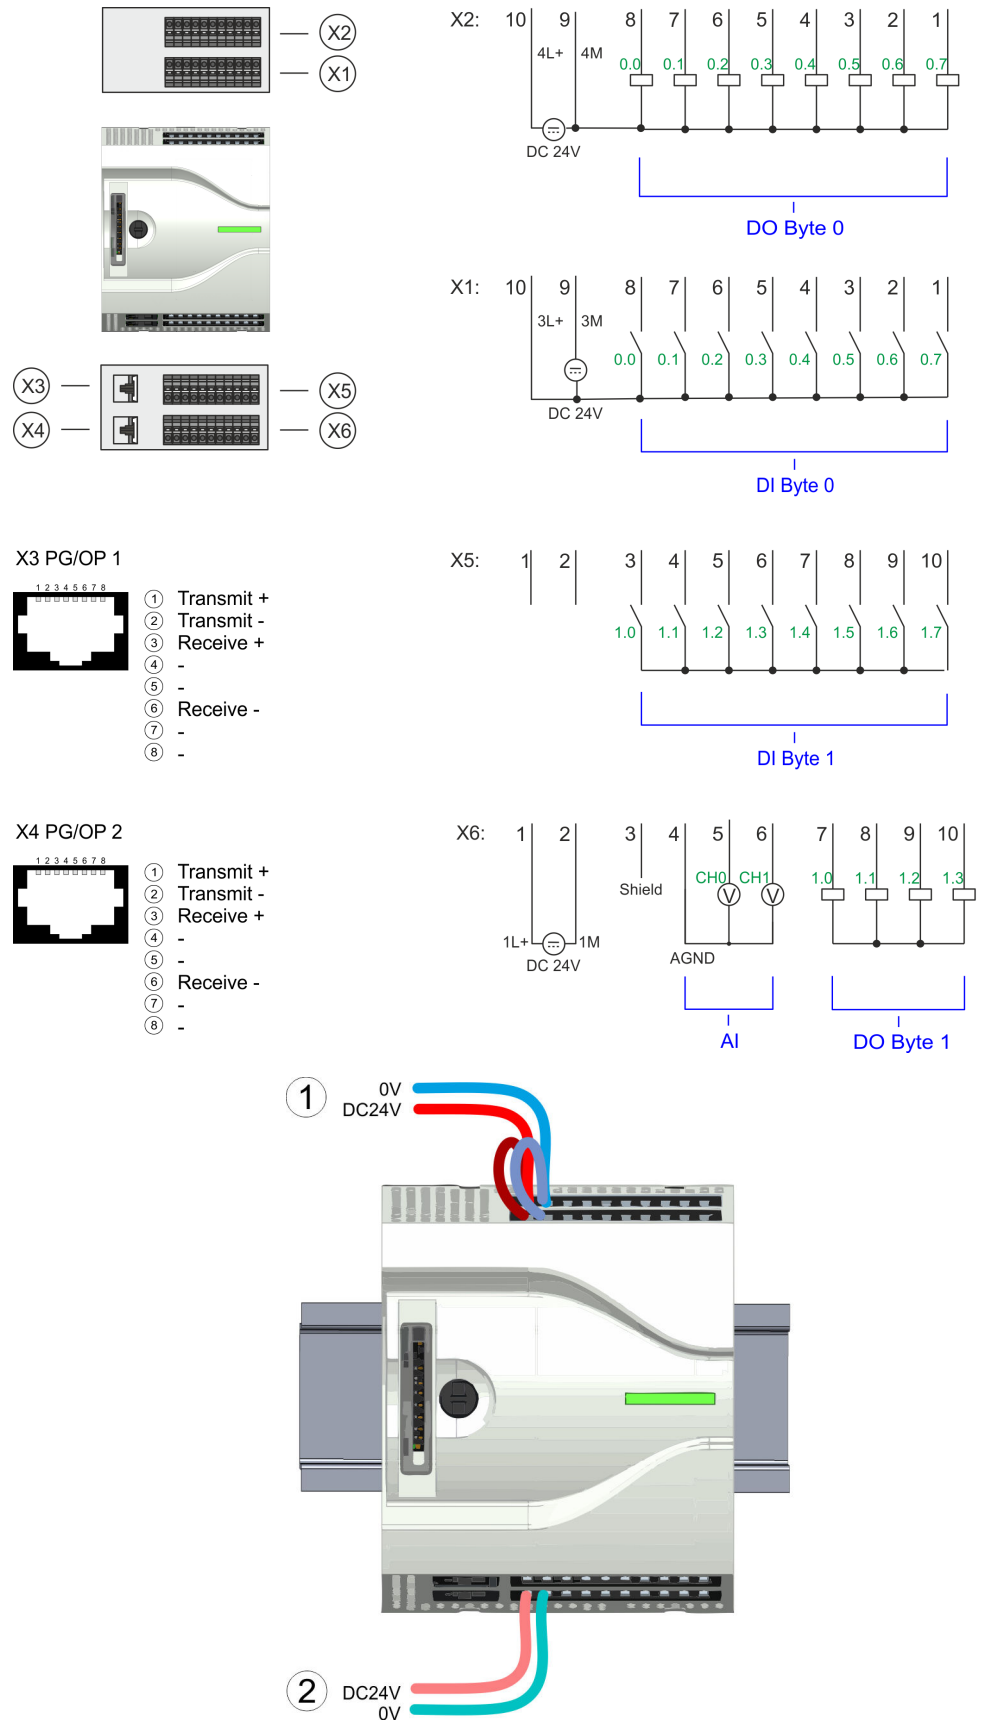 X2
X1
X3
X4
X5
X6
X2: 10 9 8 7 6 5 4 3 2 1
4L+ 4M
0.0 0.1 0.2 0.3 0.4 0.5 0.6 0.7
DC 24V
DO Byte 0
X1: 10 9 8 7 6 5 4 3 2 1
3L+ 3M
0.0 0.1 0.2 0.3 0.4 0.5 0.6 0.7
DC 24V
DI Byte 0
X3 PG/OP 1
1 2 3 4 5 6 7 8
1 Transmit +
2 Transmit -
3 Receive +
4 -
5 -
6 Receive -
7 -
8 -
X5: 1 2 3 4 5 6 7 8 9 10
1.0 1.1 1.2 1.3 1.4 1.5 1.6 1.7
DI Byte 1
X4 PG/OP 2
1 2 3 4 5 6 7 8
1 Transmit +
2 Transmit -
3 Receive +
4 -
5 -
6 Receive -
7 -
8 -
X6: 1 2 3 4 5 6 7 8 9 10
Shield
CH0 CH1
V V
1.0 1.1 1.2 1.3
1L+ 1M
DC 24V
AGND
AI
DO Byte 1
1
0V
DC24V
2
DC24V
0V